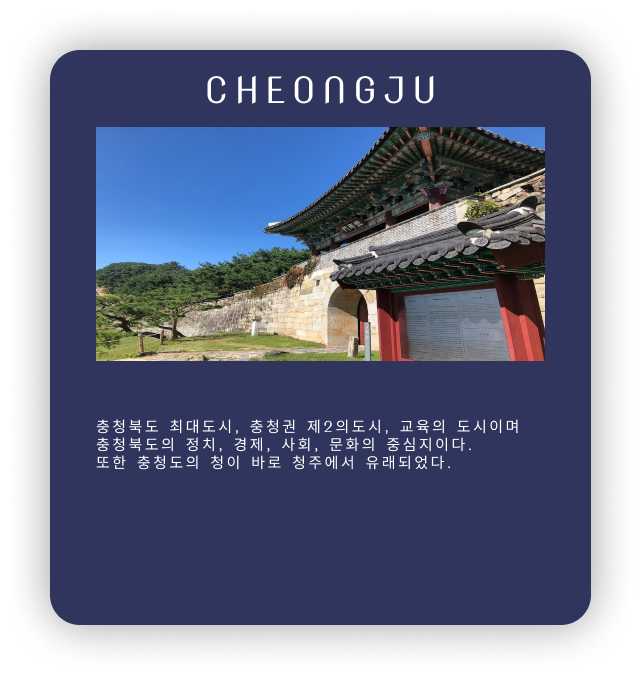 CHEONGJU
충청북도 최대도시, 충청권 제2의도시, 교육의 도시이며
충청북도의 정치, 경제, 사회, 문화의 중심지이다.
또한 충청도의 청이 바로 청주에서 유래되었다.